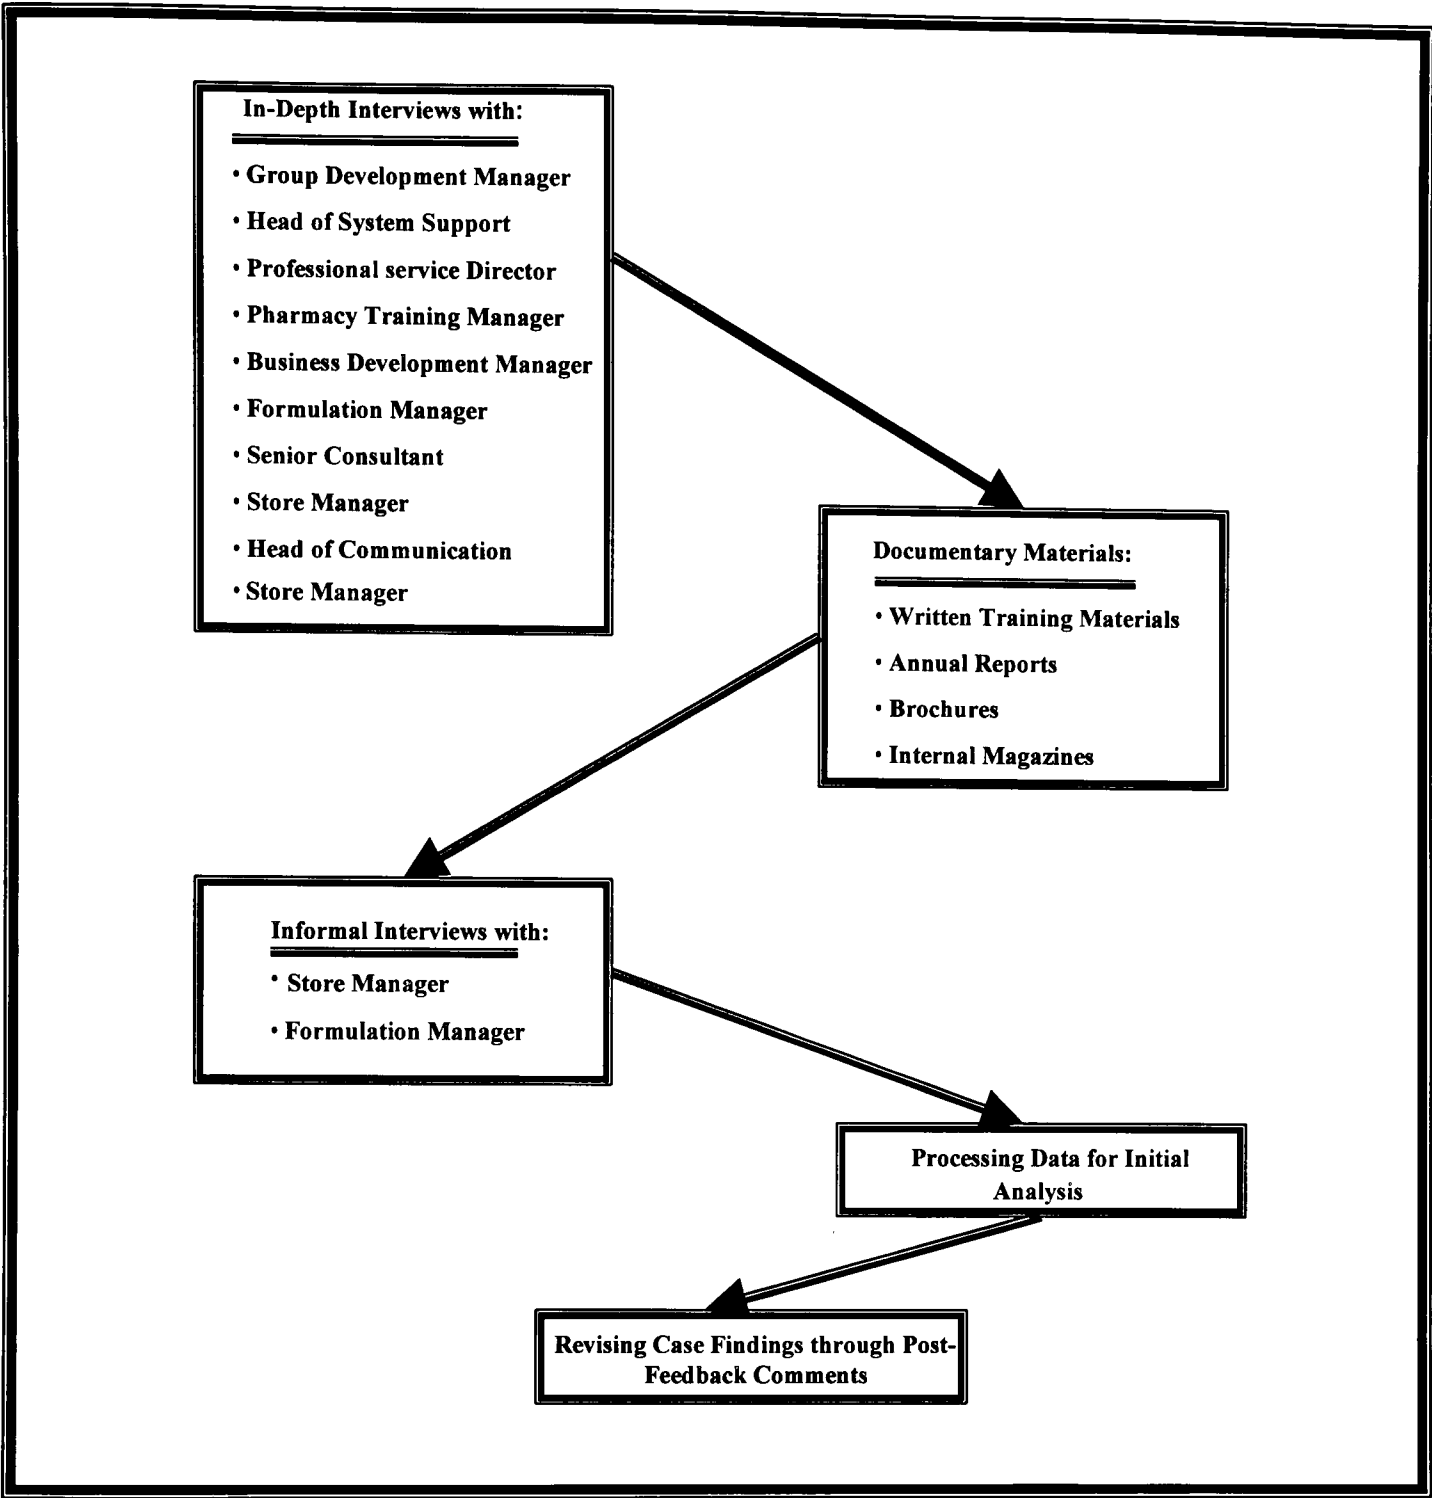 In-Depth Interviews with:
• Group Development Manager
• Head of System Support
• Professional service Director
• Pharmacy Training Manager
• Business Development Manager
• Formulation Manager
• Senior Consultant
• Store Manager
• Head of Communication
• Store Manager
Documentary Materials:
• Written Training Materials
• Annual Reports
• Brochures
• Internal Magazines
Informal Interviews with:
• Store Manager
• Formulation Manager
Processing Data for Initial
Analysis
Revising Case Findings through Post-
Feedback Comments